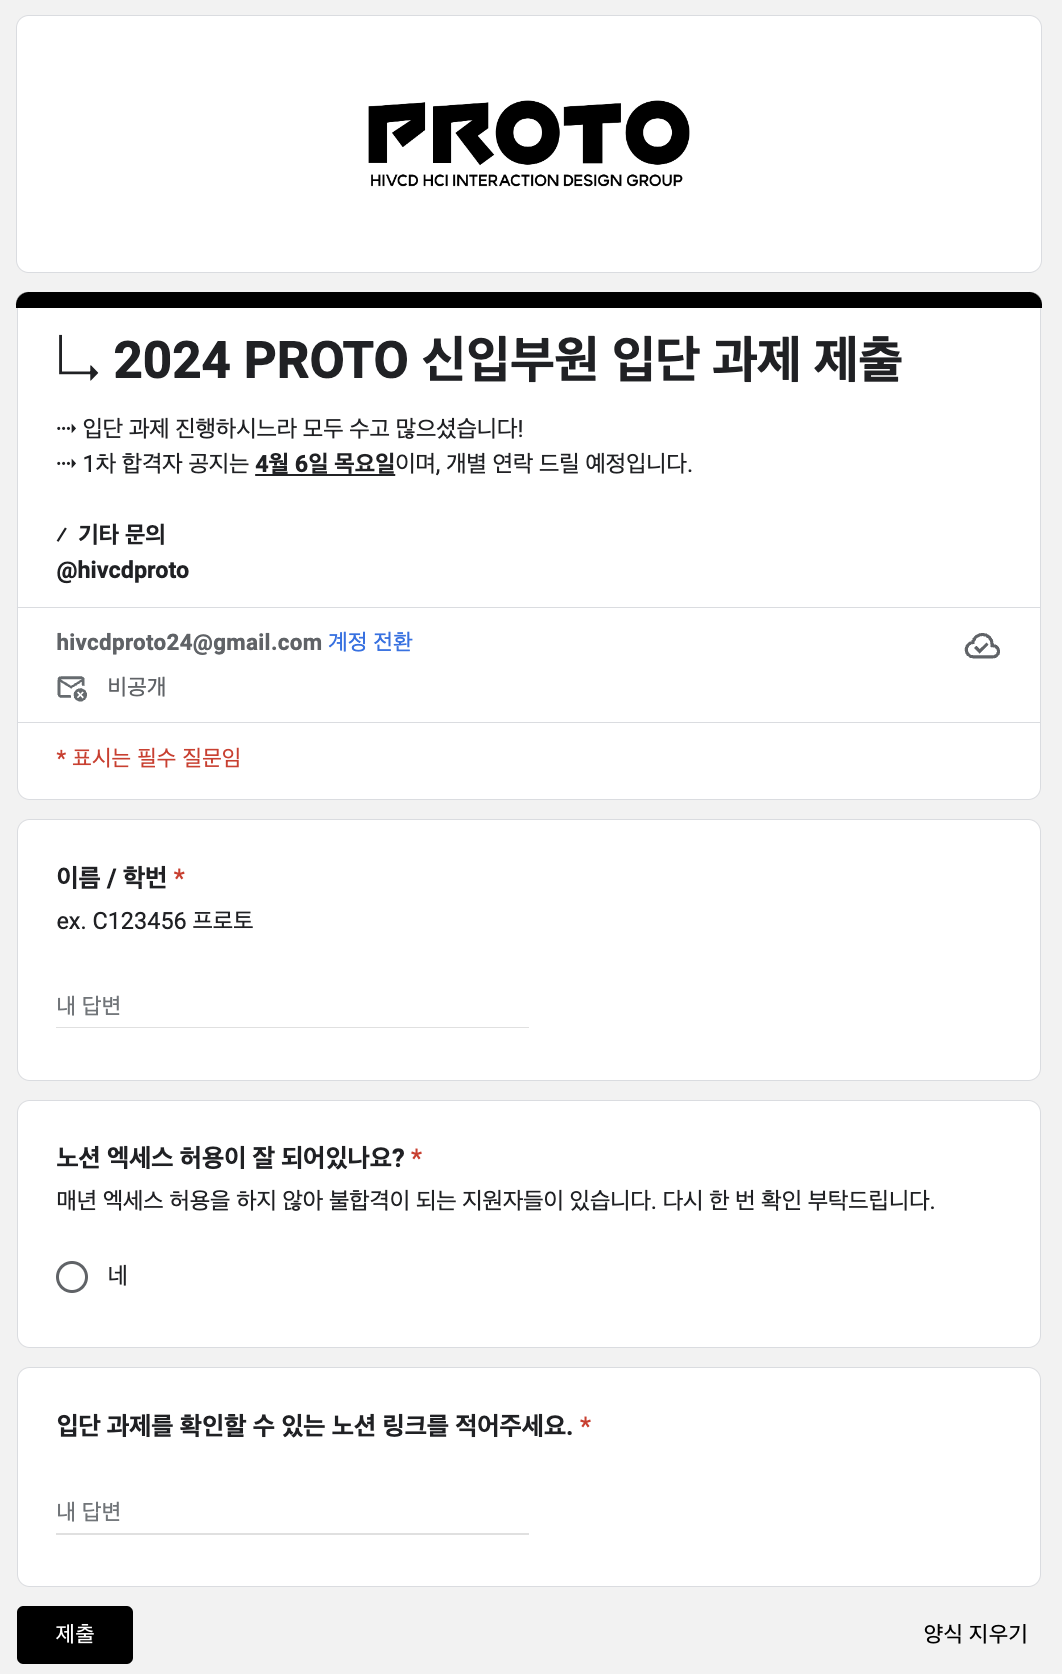 PROTO
HIVCD HCI INTERACTION DESIGN GROUP
2024 PROTO 신입부원 입단 과제 제출
⤑ 입단 과제 진행하시느라 모두 수고 많으셨습니다!
⤑ 1차 합격자 공지는 4월 6일 목요일이며, 개별 연락 드릴 예정입니다.
/ 기타 문의
@hivcdproto
hivcdproto24@gmail.com 계정 전환
비공개
* 표시는 필수 질문임
이름 / 학번 *
ex. C123456 프로토
내 답변
노션 엑세스 허용이 잘 되어있나요? *
매년 엑세스 허용을 하지 않아 불합격이 되는 지원자들이 있습니다. 다시 한 번 확인 부탁드립니다.
네
입단 과제를 확인할 수 있는 노션 링크를 적어주세요. *
내 답변
제출
양식 지우기